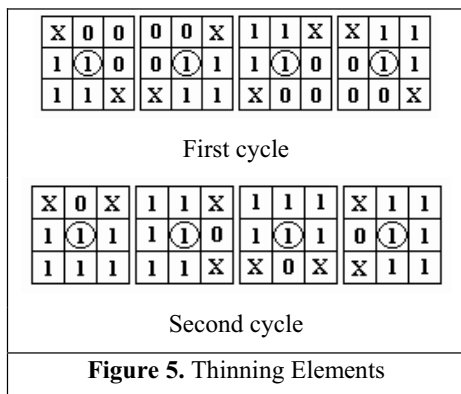 X 0 0 0 0 X 1 1 X X 1 1
1 1 0 0 1 1 1 1 0 0 1 1
1 1 X X 1 1 X 0 0 0 0 X
First cycle
X 0 X 1 1 X 1 1 1 X 1 1
1 1 1 1 1 0 1 1 1 0 1 1
1 1 1 1 1 X X 0 X X 1 1
Second cycle
Figure 5. Thinning Elements